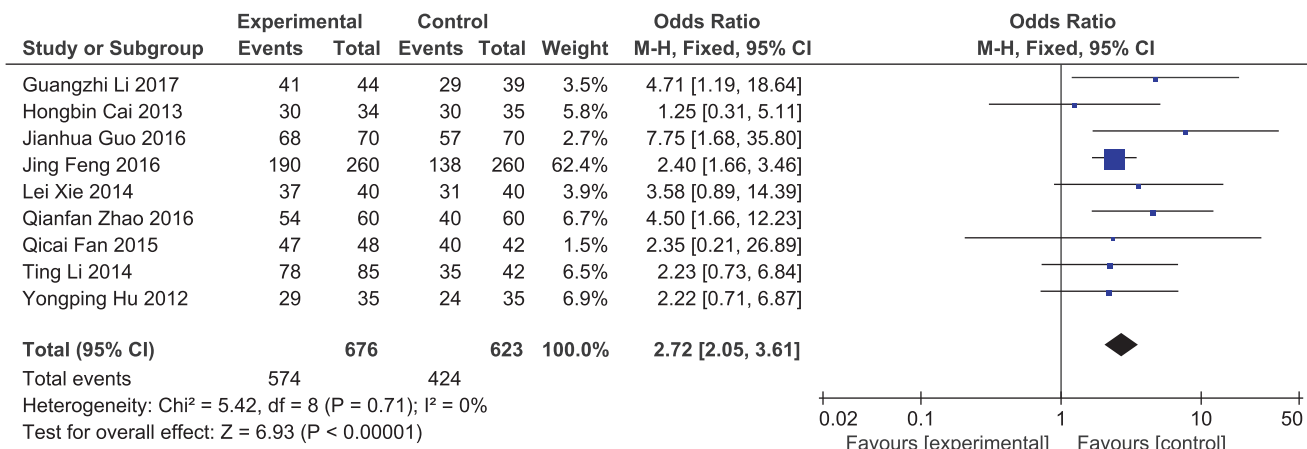 Experimental Control Odds Ratio Odds Ratio
Study or Subgroup Events Total Events Total Weight M-H, Fixed, 95% CI M-H, Fixed, 95% CI
Guangzhi Li 2017 41 44 29 39 3.5% 4.71 [1.19, 18.64]
Hongbin Cai 2013 30 34 30 35 5.8% 1.25 [0.31, 5.11]
Jianhua Guo 2016 68 70 57 70 2.7% 7.75 [1.68, 35.80]
Jing Feng 2016 190 260 138 260 62.4% 2.40 [1.66, 3.46]
Lei Xie 2014 37 40 31 40 3.9% 3.58 [0.89, 14.39]
Qianfan Zhao 2016 54 60 40 60 6.7% 4.50 [1.66, 12.23]
Qicai Fan 2015 47 48 40 42 1.5% 2.35 [0.21, 26.89]
Ting Li 2014 78 85 35 42 6.5% 2.23 [0.73, 6.84]
Yongping Hu 2012 29 35 24 35 6.9% 2.22 [0.71, 6.87]
Total (95% CI) 676 623 100.0% 2.72 [2.05, 3.61]
Total events 574 424
Heterogeneity: Chi² = 5.42, df = 8 (P = 0.71); I² = 0%
Test for overall effect: Z = 6.93 (P < 0.00001)
0.02 0.1 1 10 50
Favours [experimental] Favours [control]